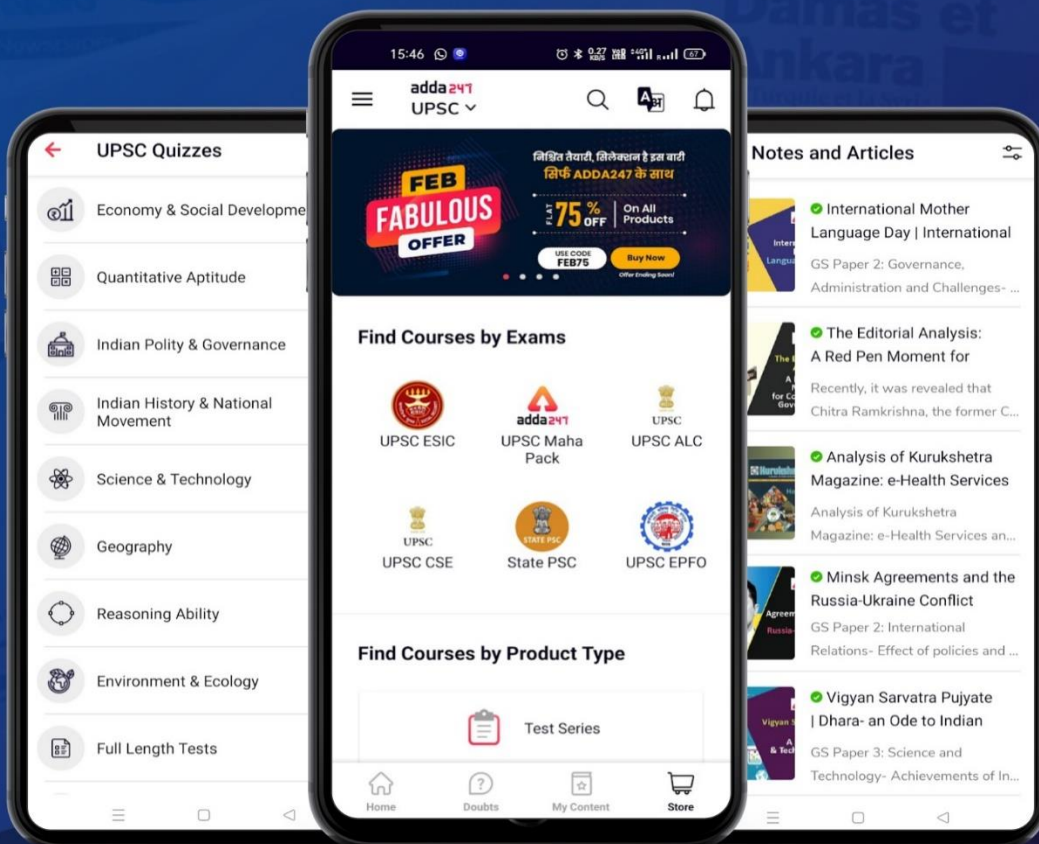 Damas et
Ankara
UPSC Quizzes
Economy & Social Developme
Quantitative Aptitude
Indian Polity & Governance
Indian History & National
Movement
Science & Technology
Geography
Reasoning Ability
Environment & Ecology
Full Length Tests
15:46
0.27
KB/S
67
adda247
UPSC
FEB
FABULOUS
OFFER
निश्चित तैयारी, सिलेक्शन है इस बारी
सिर्फ ADDA247 के साथ
FLAT 75% OFF
On All
Products
USE CODE
FEB75
Buy Now
Offer Ending Soon!
Find Courses by Exams
UPSC ESIC
adda247
UPSC Maha
Pack
UPSC
UPSC ALC
UPSC
UPSC CSE
STATE PSC
State PSC
UPSC EPFO
Find Courses by Product Type
Test Series
Home
Doubts
My Content
Store
Notes and Articles
International Mother
Language Day | International
GS Paper 2: Governance,
Administration and Challenges- ...
The Editorial Analysis:
A Red Pen Moment for
Recently, it was revealed that
Chitra Ramkrishna, the former C...
Analysis of Kurukshetra
Magazine: e-Health Services
Analysis of Kurukshetra
Magazine: e-Health Services an...
Minsk Agreements and the
Russia-Ukraine Conflict
GS Paper 2: International
Relations- Effect of policies and ...
Vigyan Sarvatra Pujyate
| Dhara- an Ode to Indian
GS Paper 3: Science and
Technology- Achievements of In...